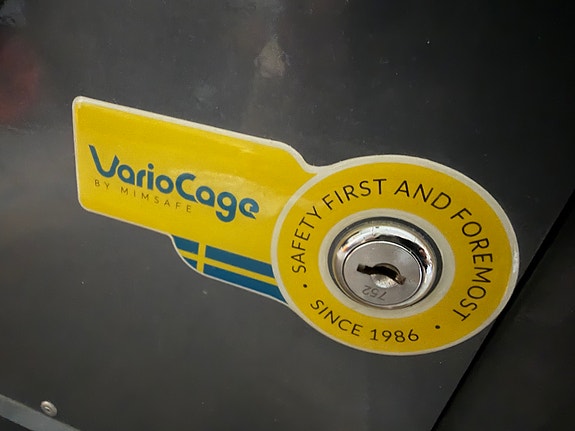 VarioCage
BY MIMSAFE
• SAFETY FIRST AND FOREMOST •
SINCE 1986
752